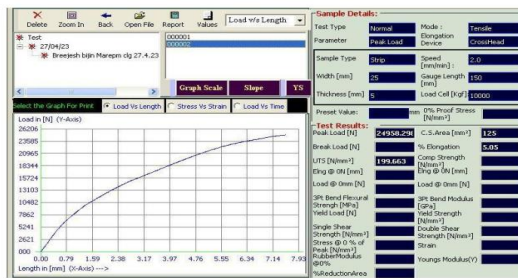 Delete Zoom In Back Open File Report Values Load v/s Length
Test
27/04/23
Breejesh bijin Marepm clg 27.4.23
000001
000002
Graph Scale Slope YS
Select the Graph For Print Load Vs Length Stress Vs Strain Load Vs Time
Load in [N] (Y-Axis)
26206
23585
20965
18344
15724
13103
10482
7862
5241
2621
000
0.00 0.79 1.59 2.38 3.17 3.97 4.76 5.55 6.34 7.14 7.93
Length in [mm] (X-Axis) --->
Sample Details:
Test Type Normal Mode : Tensile
Parameter Peak Load Elongation Device CrossHead
Sample Type Strip Speed [mm/min] : 2.0
Width [mm] 25 Gauge Length [mm] 150
Thickness [mm] 5 Load Cell [Kgf] 10000
Preset Value: mm 0% Proof Stress [N/mm²]
Test Results:
Peak Load [N] 24958.290 C.S.Area [mm²] 125
Break Load [N] % Elongation 5.05
UTS [N/mm²] 199.663 Comp Strength [N/mm²]
Elng @ 0N [mm] Elng @ 0N [mm]
Load @ 0mm [N] Load @ 0mm [N]
3Pt Bend Flexural Strengh [MPa] 3Pt Bend Modulus [GPa]
Yield Load [N] Yield Strength [N/mm²]
Single Shear Strength [N/mm²] Double Shear Strength [N/mm²]
Stress @ 0 % of Peak [N/mm²] Strain
RubberModulus @0% Youngs Modulus(Y)
%ReductionArea